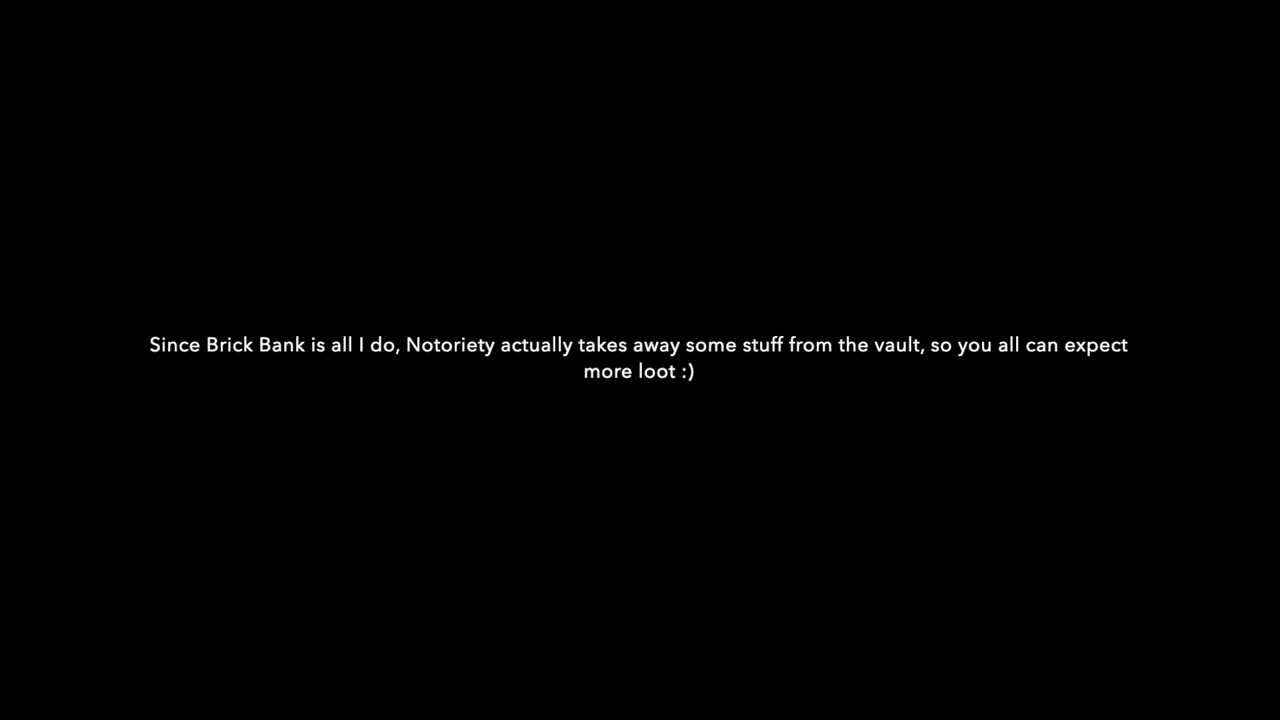 Since Brick Bank is all I do, Notoriety actually takes away some stuff from the vault, so you all can expect
more loot :)